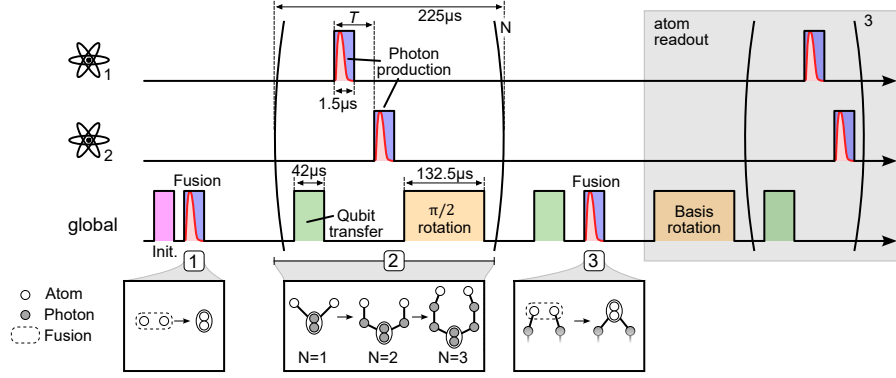 225μs
T
N
3
atom
readout
1
Photon
production
1.5μs
2
42μs
132.5μs
Fusion
Fusion
global
Qubit
transfer
π/2
rotation
Basis
rotation
Init.
1
2
3
Atom
Photon
Fusion
N=1
N=2
N=3